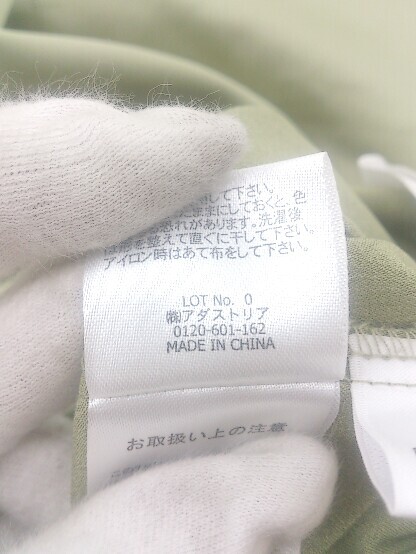 して下さい。
ままにしておくと、色
恐れがあります。洗濯後
は形を整えて直ぐに干して下さい。
アイロン時はあて布をして下さい。
LOT No. 0
㈱アダストリア
0120-601-162
MADE IN CHINA
お取扱い上の注意